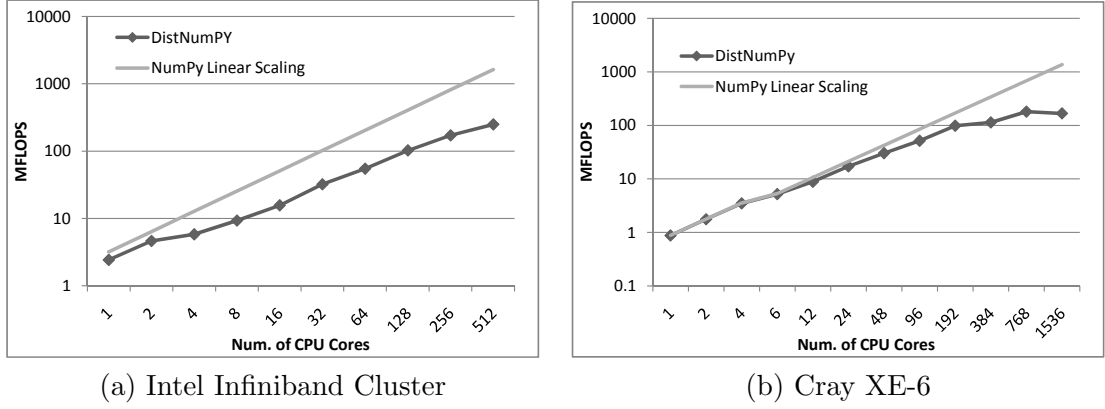 10000
1000
100
10
1
MFLOPS
DistNumPY
NumPy Linear Scaling
1 2 4 8 16 32 64 128 256 512
Num. of CPU Cores
(a) Intel Infiniband Cluster
10000
1000
100
10
1
0.1
MFLOPS
DistNumPy
NumPy Linear Scaling
1 2 4 6 12 24 48 96 192 384 768 1536
Num. of CPU Cores
(b) Cray XE-6